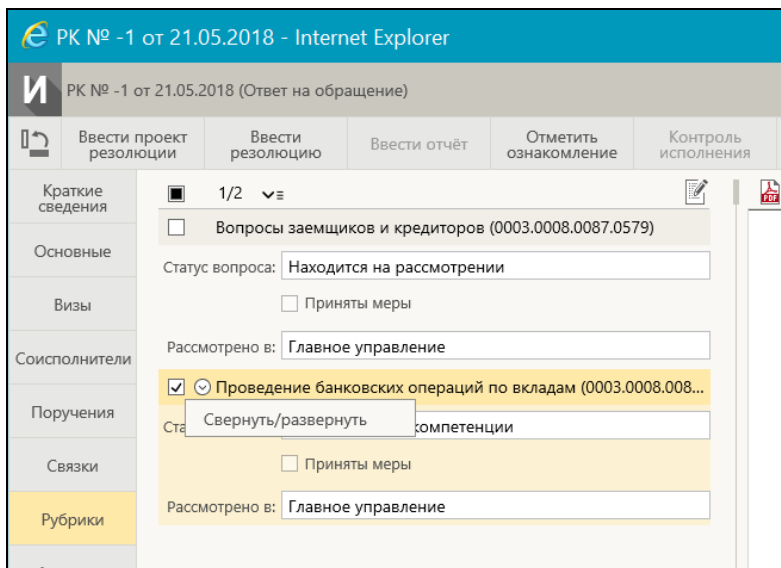 РК № -1 от 21.05.2018 - Internet Explorer
И РК № -1 от 21.05.2018 (Ответ на обращение)
Ввести проект резолюции
Ввести резолюцию
Ввести отчёт
Отметить ознакомление
Контроль исполнения
Краткие сведения
Основные
Визы
Соисполнители
Поручения
Связки
Рубрики
1/2
PDF
Вопросы заемщиков и кредиторов (0003.0008.0087.0579)
Статус вопроса: Находится на рассмотрении
Приняты меры
Рассмотрено в: Главное управление
Проведение банковских операций по вкладам (0003.0008.008...
Свернуть/развернуть
Ста компетенции
Приняты меры
Рассмотрено в: Главное управление